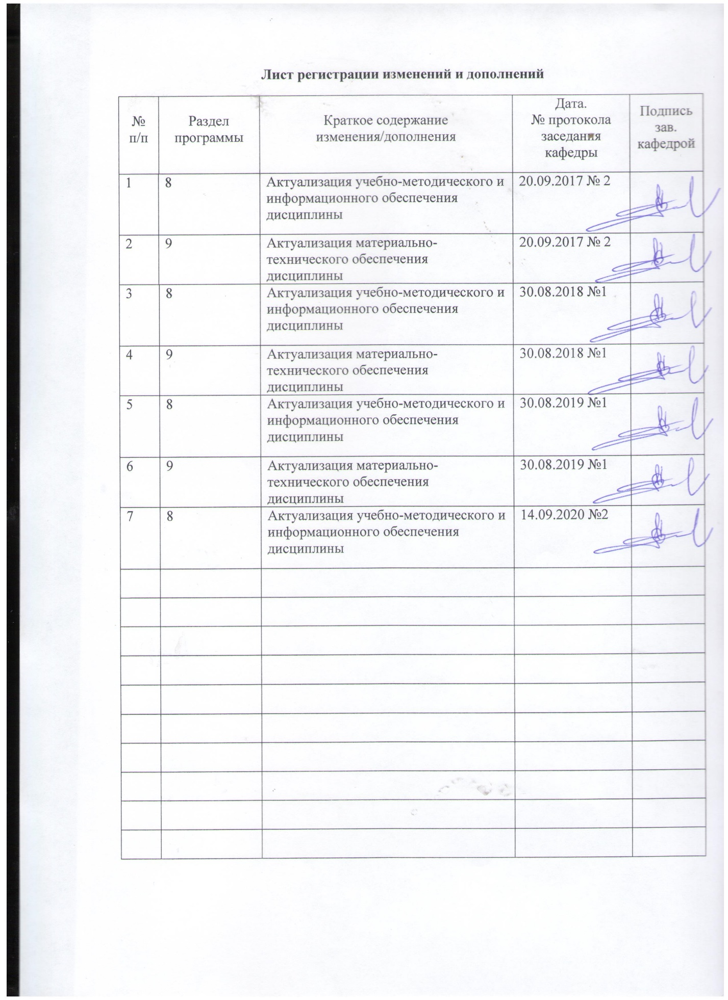 Лист регистрации изменений и дополнений
№ п/п
Раздел программы
Краткое содержание изменения/дополнения
Дата. № протокола заседания кафедры
Подпись зав. кафедрой
1
8
Актуализация учебно-методического и
информационного обеспечения
дисциплины
20.09.2017 № 2
2
9
Актуализация материально-
технического обеспечения
дисциплины
20.09.2017 № 2
3
8
Актуализация учебно-методического и
информационного обеспечения
дисциплины
30.08.2018 №1
4
9
Актуализация материально-
технического обеспечения
дисциплины
30.08.2018 №1
5
8
Актуализация учебно-методического и
информационного обеспечения
дисциплины
30.08.2019 №1
6
9
Актуализация материально-
технического обеспечения
дисциплины
30.08.2019 №1
7
8
Актуализация учебно-методического и
информационного обеспечения
дисциплины
14.09.2020 №2